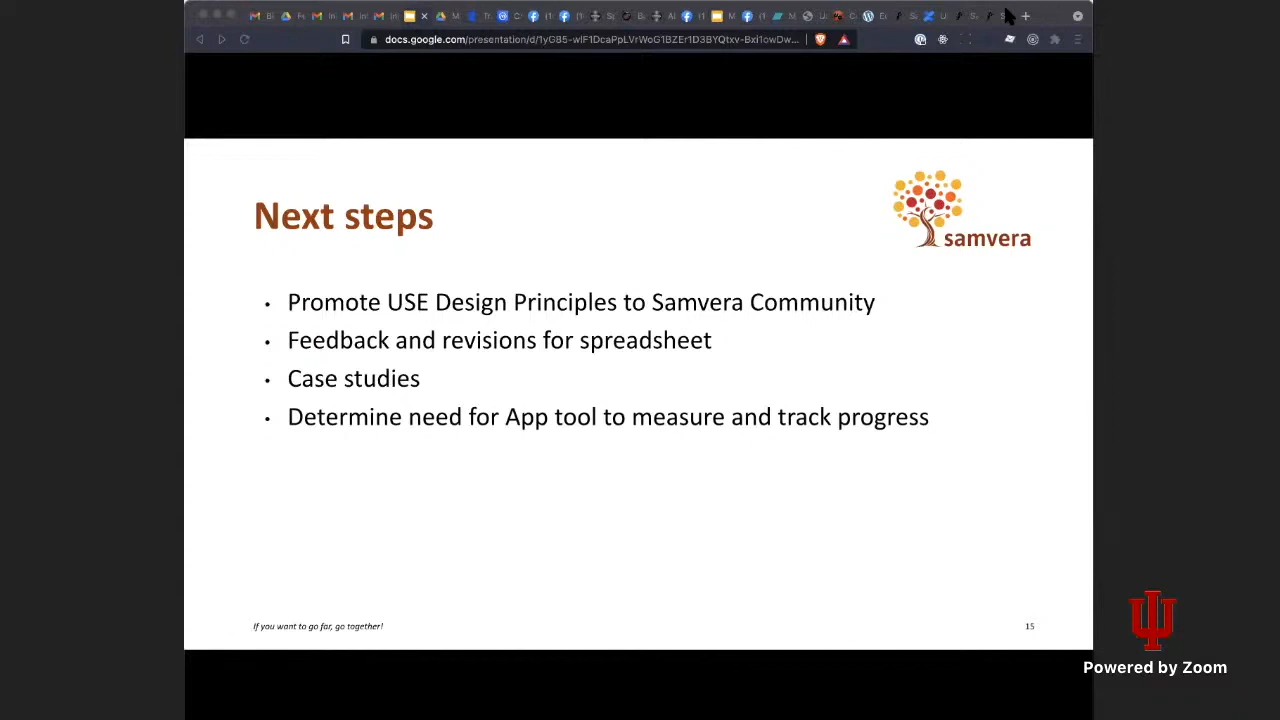 docs.google.com/presentation/d/1yG85-wIF1DcaPpLVrWoG1BZEr1D3BYQtxv-Bxi1owDw...
Next steps
samvera
• Promote USE Design Principles to Samvera Community
• Feedback and revisions for spreadsheet
• Case studies
• Determine need for App tool to measure and track progress
If you want to go far, go together!
15
Powered by Zoom